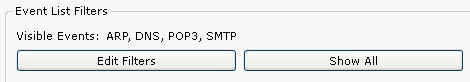 Event List Filters
Visible Events: ARP, DNS, POP3, SMTP
Edit Filters Show All